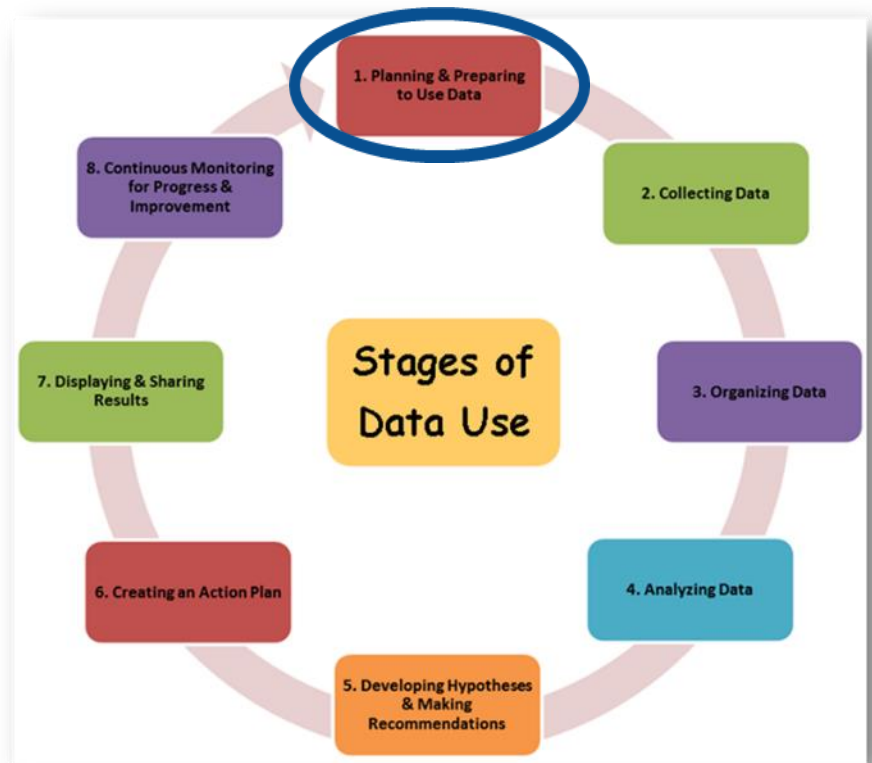 1. Planning & Preparing
to Use Data
2. Collecting Data
3. Organizing Data
4. Analyzing Data
5. Developing Hypotheses
& Making
Recommendations
6. Creating an Action Plan
7. Displaying & Sharing
Results
8. Continuous Monitoring
for Progress &
Improvement
Stages of
Data Use